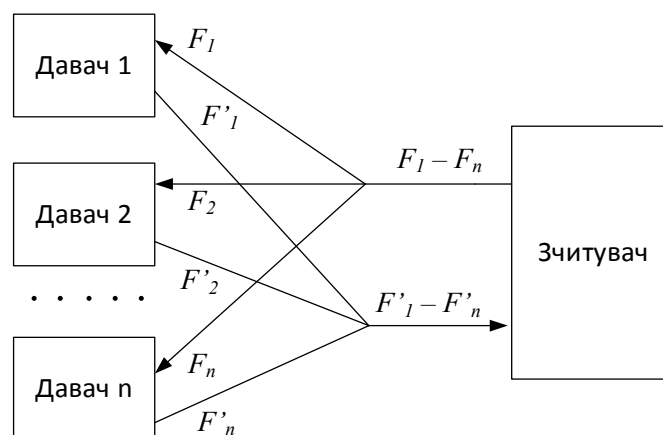 F₁
Давач 1
F’₁
F₁ – Fₙ
F₂
Давач 2
Зчитувач
F’₂
. . . . .
F’₁ – F’ₙ
Fₙ
Давач n
F’ₙ